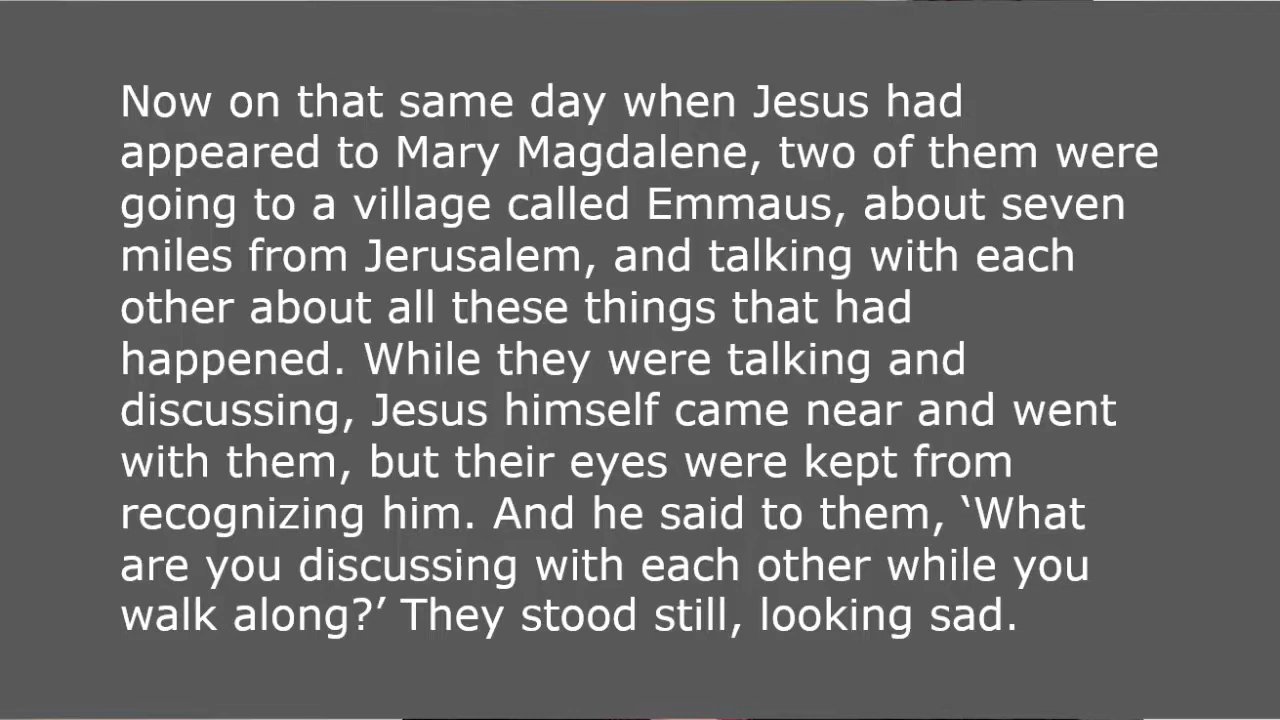 Now on that same day when Jesus had
appeared to Mary Magdalene, two of them were
going to a village called Emmaus, about seven
miles from Jerusalem, and talking with each
other about all these things that had
happened. While they were talking and
discussing, Jesus himself came near and went
with them, but their eyes were kept from
recognizing him. And he said to them, ‘What
are you discussing with each other while you
walk along?’ They stood still, looking sad.